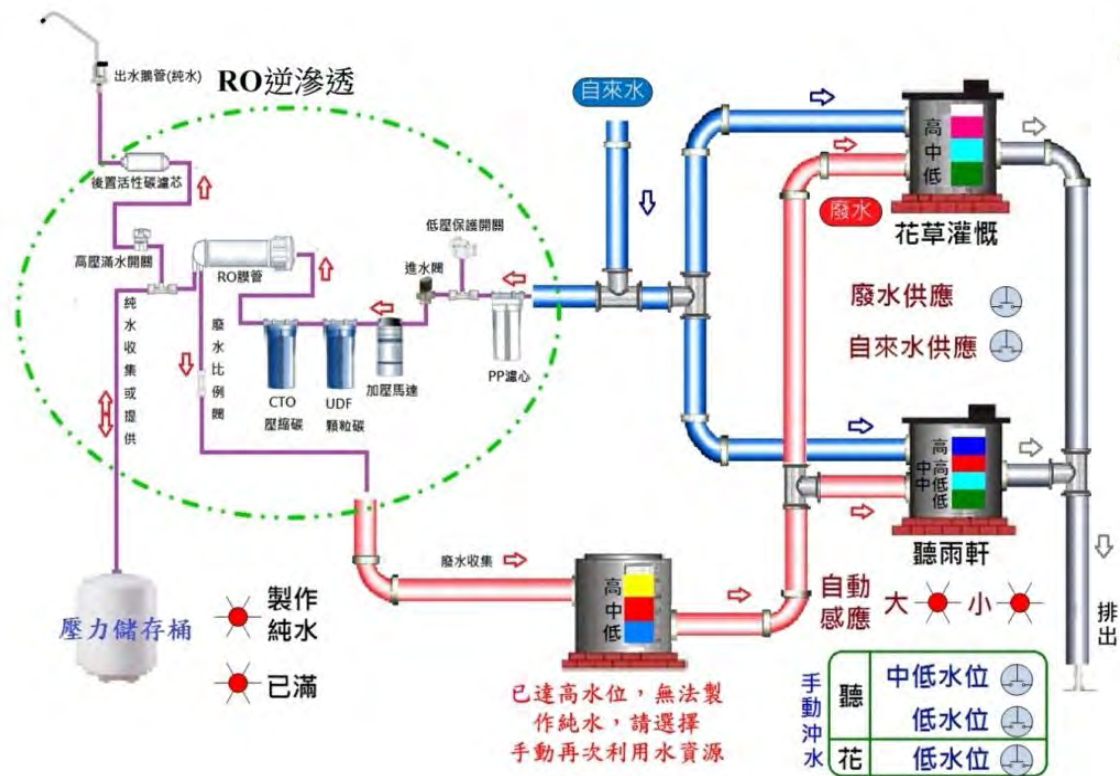 出水鵝管(純水)
RO逆滲透
自來水
後置活性碳濾芯
高壓滿水開關
RO膜管
低壓保護開關
進水閥
純水收集或提供
廢水比例閥
CTO
壓縮碳
UDF
顆粒碳
加壓馬達
PP濾心
高
中
低
廢水
花草灌慨
廢水供應
自來水供應
高
中高
中低
低
聽雨軒
廢水收集
高
中
低
自動
感應
大
小
排出
壓力儲存桶
製作
純水
已滿
已達高水位，無法製
作純水，請選擇
手動再次利用水資源
手動沖水
聽
中低水位
低水位
花
低水位